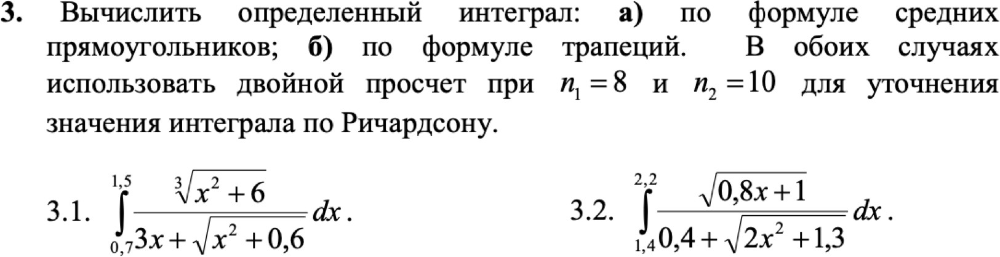 3. Вычислить определенный интеграл: а) по формуле средних
прямоугольников; б) по формуле трапеций. В обоих случаях
использовать двойной просчет при n₁ = 8 и n₂ = 10 для уточнения
значения интеграла по Ричардсону.
3.1. \int_{0,7}^{1,5} \frac{\sqrt[3]{x^2+6}}{3x+\sqrt{x^2+0,6}} dx . 3.2. \int_{1,4}^{2,2} \frac{\sqrt{0,8x+1}}{0,4+\sqrt{2x^2+1,3}} dx .